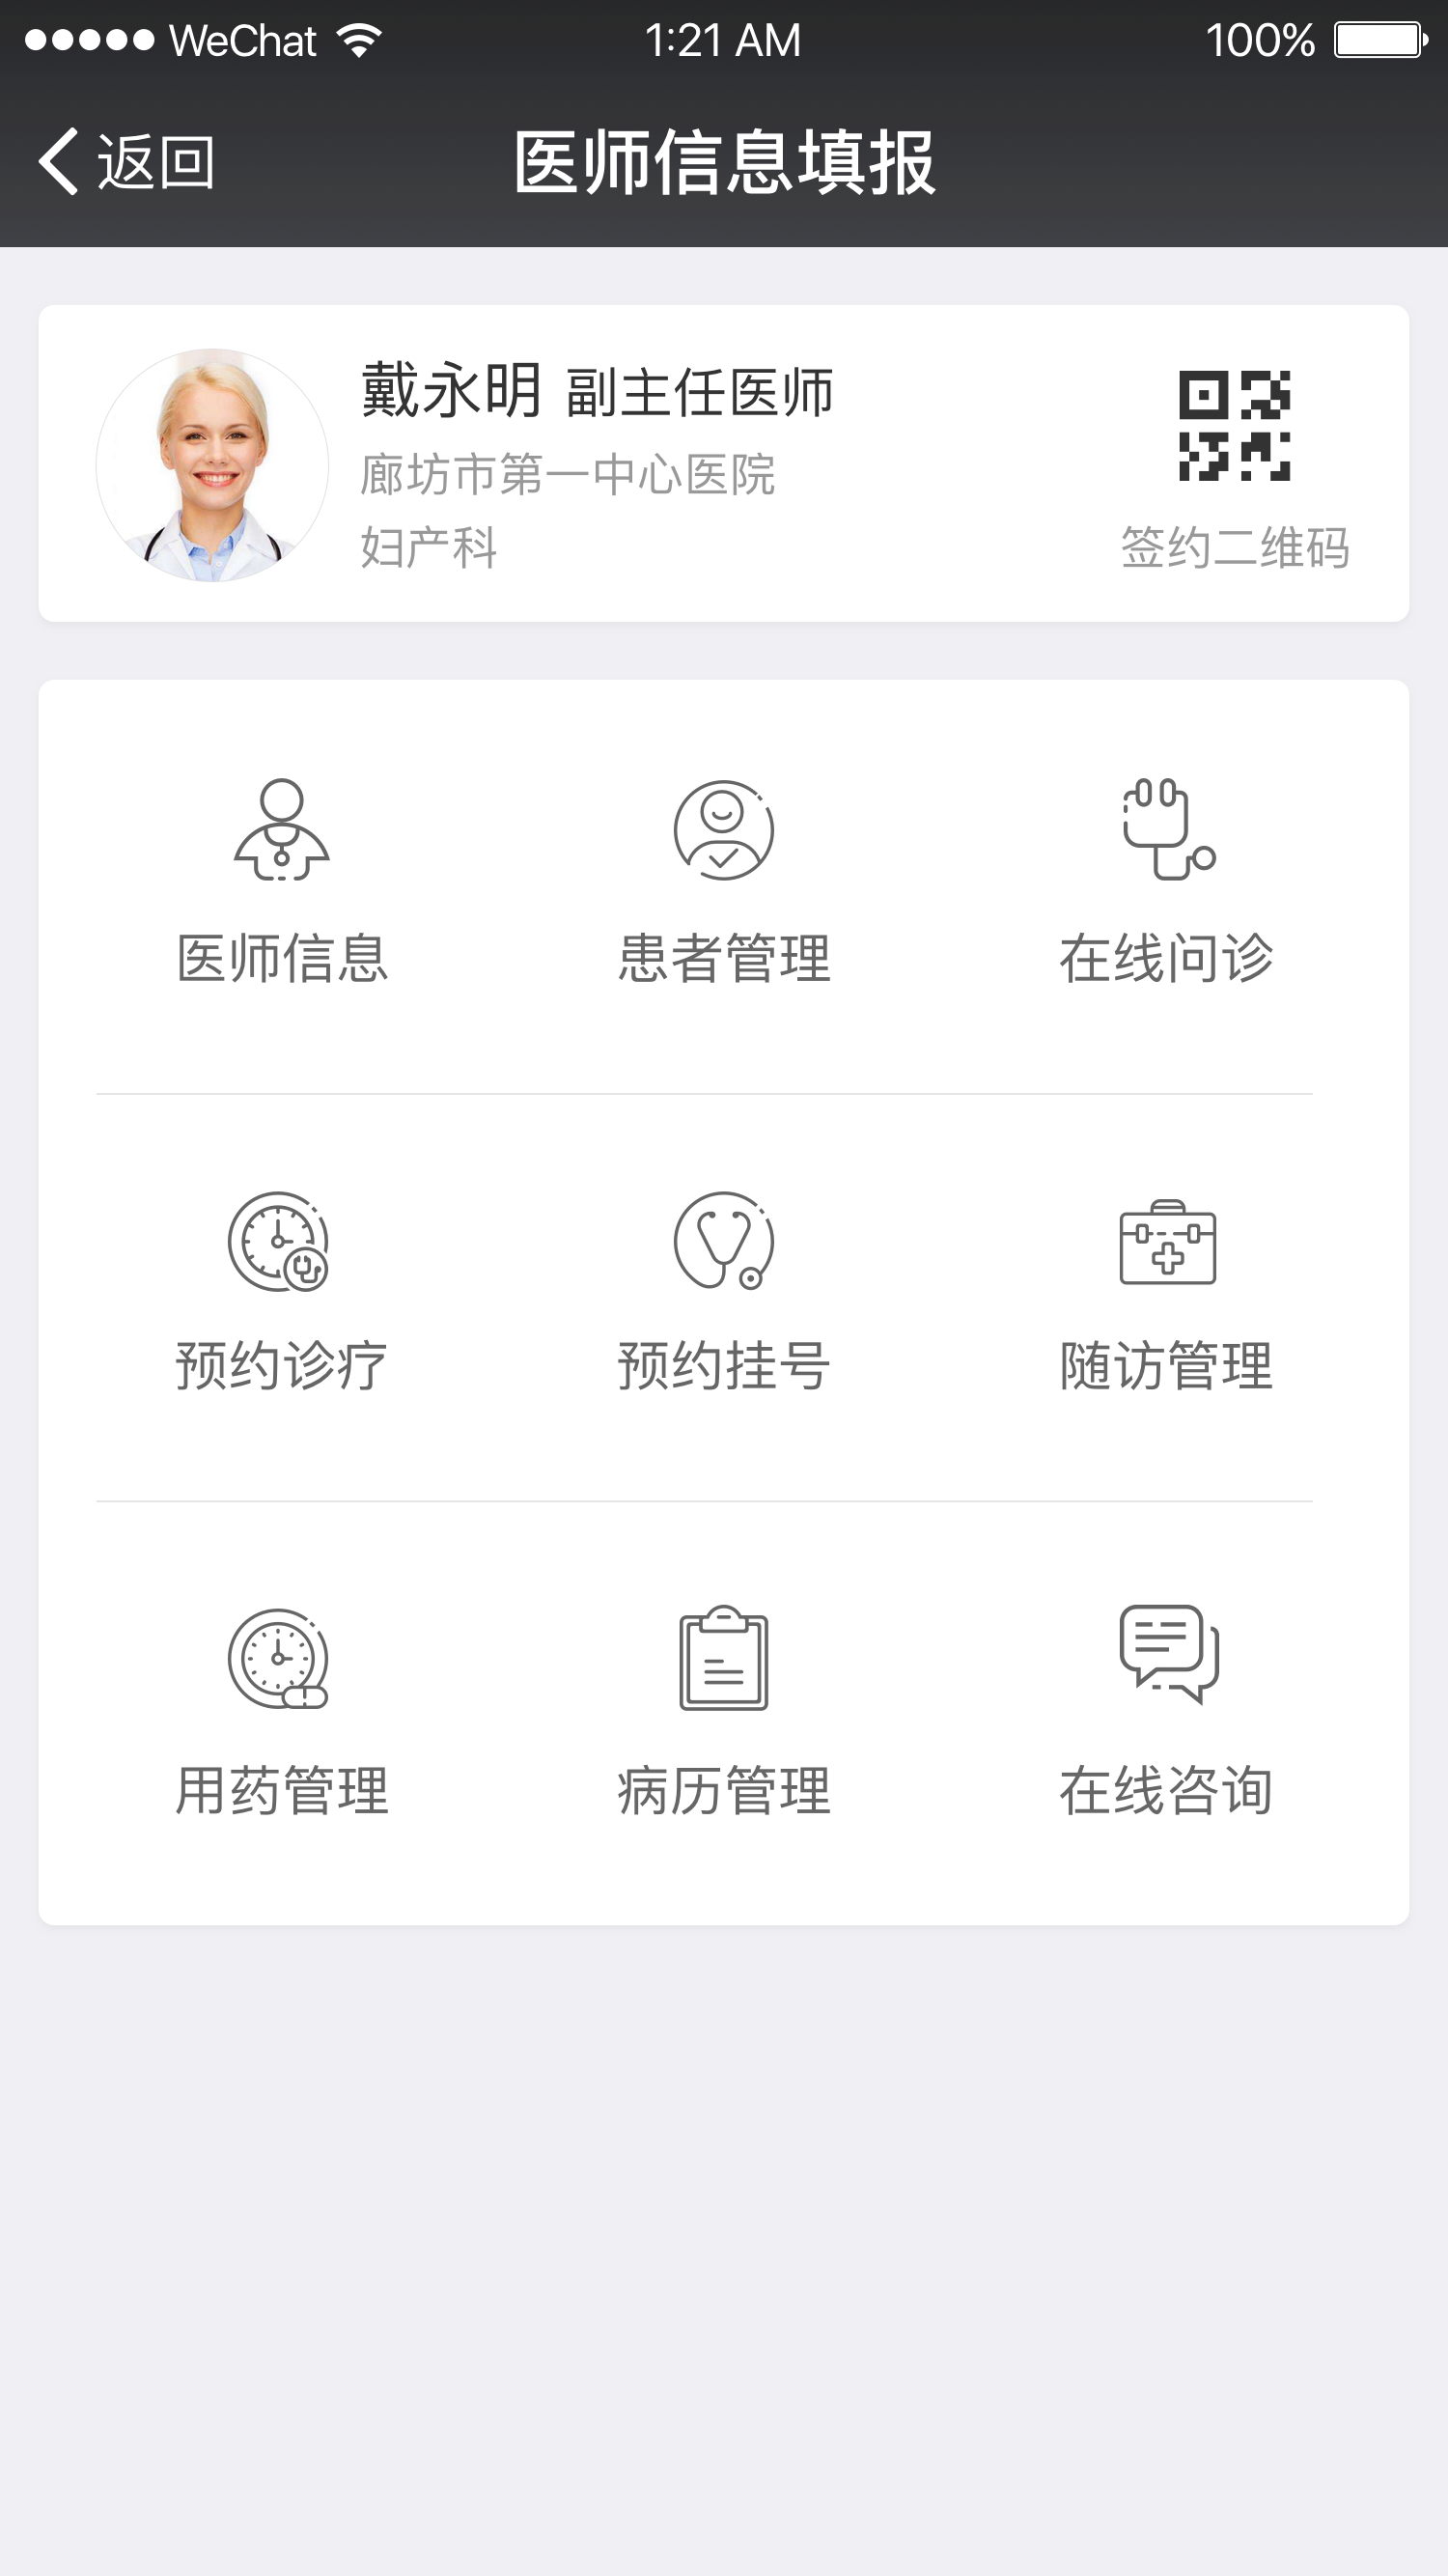 WeChat 1:21 AM 100%
返回 医师信息填报
戴永明 副主任医师
廊坊市第一中心医院
妇产科 签约二维码
医师信息 患者管理 在线问诊
预约诊疗 预约挂号 随访管理
用药管理 病历管理 在线咨询